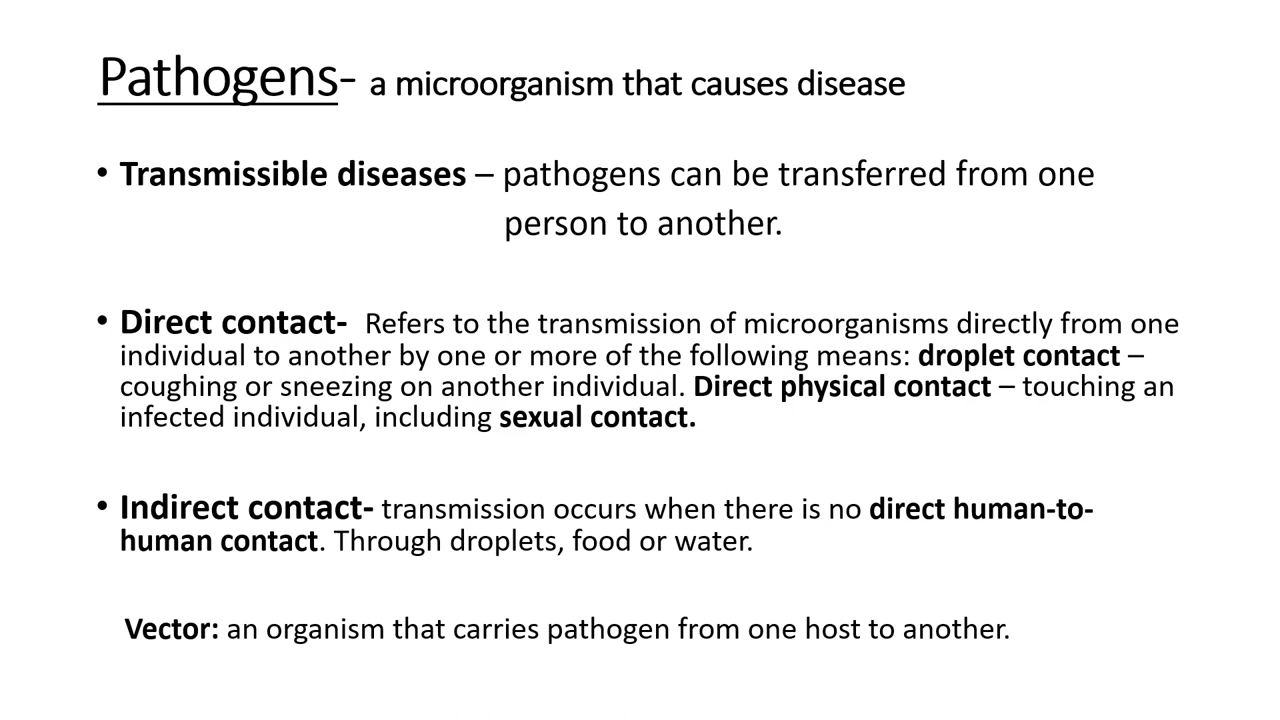 Pathogens- a microorganism that causes disease
• Transmissible diseases – pathogens can be transferred from one
person to another.
• Direct contact- Refers to the transmission of microorganisms directly from one
individual to another by one or more of the following means: droplet contact –
coughing or sneezing on another individual. Direct physical contact – touching an
infected individual, including sexual contact.
• Indirect contact- transmission occurs when there is no direct human-to-
human contact. Through droplets, food or water.
Vector: an organism that carries pathogen from one host to another.